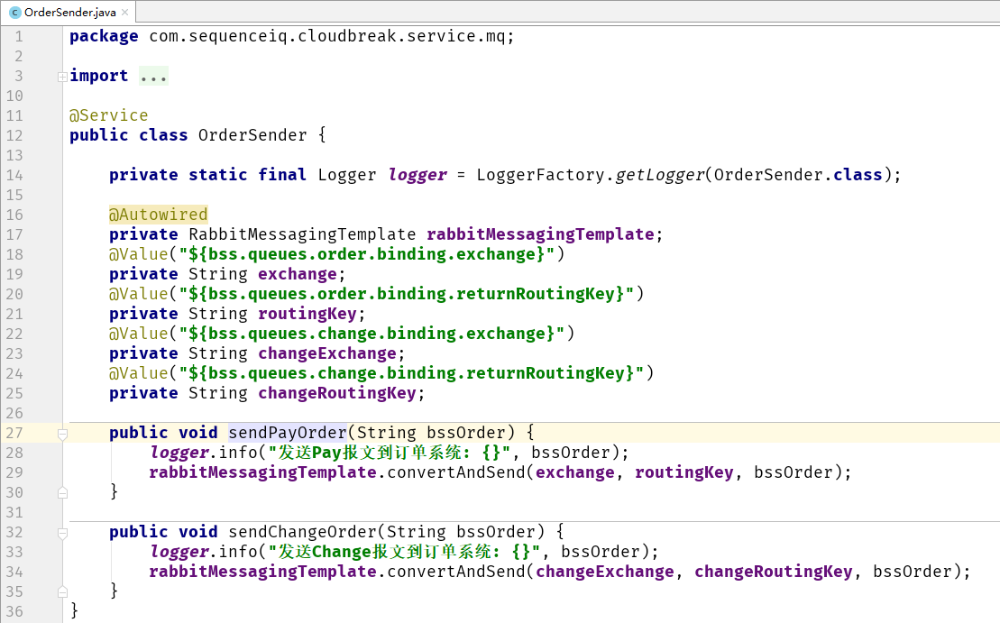 OrderSender.java
1 package com.sequenceiq.cloudbreak.service.mq;
2
3 import ...
10
11 @Service
12 public class OrderSender {
13
14 private static final Logger logger = LoggerFactory.getLogger(OrderSender.class);
15
16 @Autowired
17 private RabbitMessagingTemplate rabbitMessagingTemplate;
18 @Value("${bss.queues.order.binding.exchange}")
19 private String exchange;
20 @Value("${bss.queues.order.binding.returnRoutingKey}")
21 private String routingKey;
22 @Value("${bss.queues.change.binding.exchange}")
23 private String changeExchange;
24 @Value("${bss.queues.change.binding.returnRoutingKey}")
25 private String changeRoutingKey;
26
27 public void sendPayOrder(String bssOrder) {
28 logger.info("发送Pay报文到订单系统: {}", bssOrder);
29 rabbitMessagingTemplate.convertAndSend(exchange, routingKey, bssOrder);
30 }
31
32 public void sendChangeOrder(String bssOrder) {
33 logger.info("发送Change报文到订单系统: {}", bssOrder);
34 rabbitMessagingTemplate.convertAndSend(changeExchange, changeRoutingKey, bssOrder);
35 }
36 }